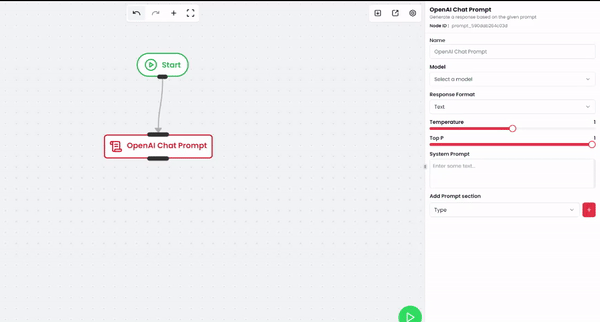 Start
OpenAI Chat Prompt
OpenAI Chat Prompt
Generate a response based on the given prompt
Node ID :
Name
OpenAI Chat Prompt
Model
Select a model
Response Format
Text
Temperature
1
Top P
1
System Prompt
Enter some text...
Add Prompt section
Type
+